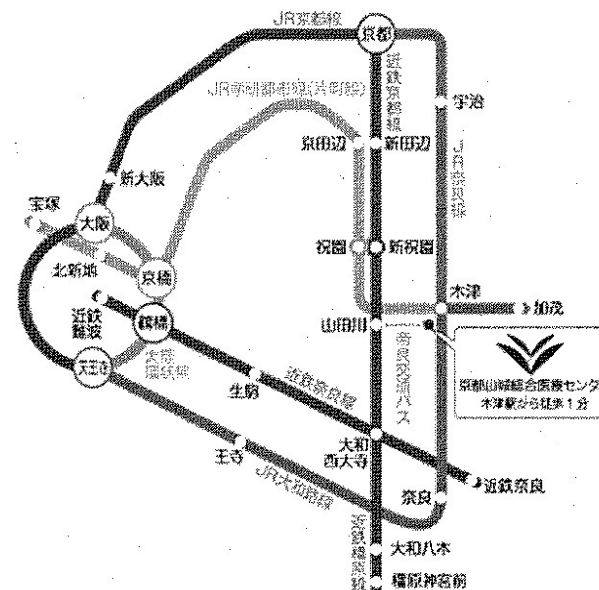 JR京都線
京都
近鉄京都線
JR学研都市線(片町線)
宇治
JR奈良線
京田辺
新田辺
新大阪
宝塚
大阪
北新地
京橋
祝園
新祝園
木津
加茂
近鉄
難波
鶴橋
山田川
奈良交通バス
京都山城総合医療センター
木津駅から徒歩1分
天王寺
大阪
環状線
生駒
近鉄奈良線
大和
西大寺
王寺
JR大和路線
奈良
近鉄奈良
近鉄橿原線
大和八木
橿原神宮前